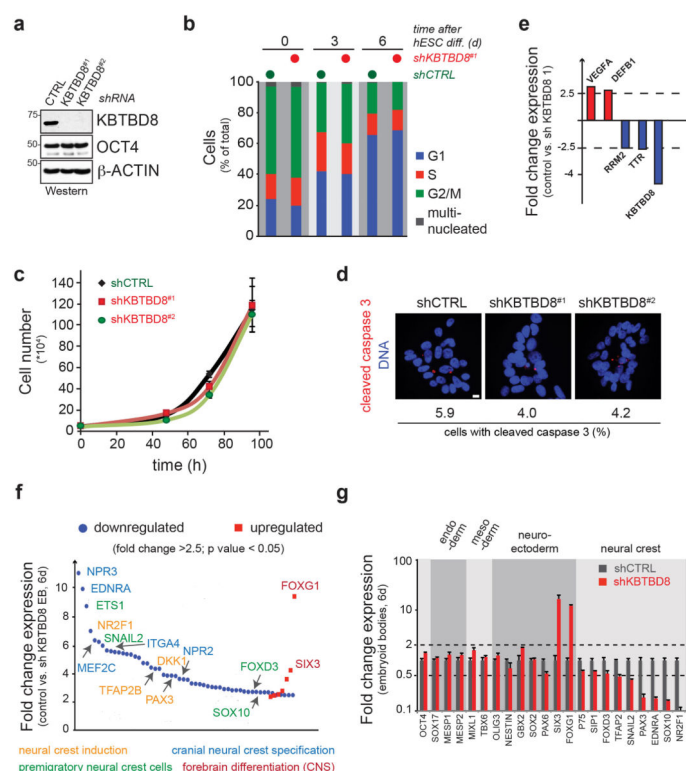 a
CTRL
KBTBD8#1
KBTBD8#2
shRNA
75
KBTBD8
50
OCT4
50
β-ACTIN
Western
b
time after
hESC diff. (d)
0 3 6
shKBTBD8#1
shCTRL
Cells
(% of total)
100
80
60
40
20
0
G1
S
G2/M
multi-
nucleated
e
Fold change expression
(control vs. sh KBTBD8 1)
2.5
-2.5
-4
VEGFA
DEFB1
RRM2
TTR
KBTBD8
c
Cell number
(*10⁴)
140
120
100
80
60
40
20
0
0 20 40 60 80 100
time (h)
shCTRL
shKBTBD8#1
shKBTBD8#2
d
cleaved caspase 3
DNA
shCTRL shKBTBD8#1 shKBTBD8#2
5.9 4.0 4.2
cells with cleaved caspase 3 (%)
f
downregulated upregulated
(fold change >2.5; p value < 0.05)
Fold change expression
(control vs. sh KBTBD8 EB, 6d)
10
8
6
4
2
NPR3
EDNRA
ETS1
NR2F1
SNAIL2
ITGA4
MEF2C
DKK1
NPR2
TFAP2B
PAX3
FOXD3
SOX10
FOXG1
SIX3
neural crest induction cranial neural crest specification
premigratory neural crest cells forebrain differentiation (CNS)
g
endo
-derm
meso
-derm
neuro-
ectoderm
neural crest
shCTRL
shKBTBD8
Fold change expression
(embryoid bodies, 6d)
100
10
2
1
0.5
0.1
OCT4
SOX17
MESP1
MESP2
MIXL1
TBX6
OLIG3
NESTIN
GBX2
SOX2
PAX6
SIX3
FOXG1
P75
SIP1
FOXD3
TFAP2
SNAIL2
PAX3
EDNRA
SOX10
NR2F1